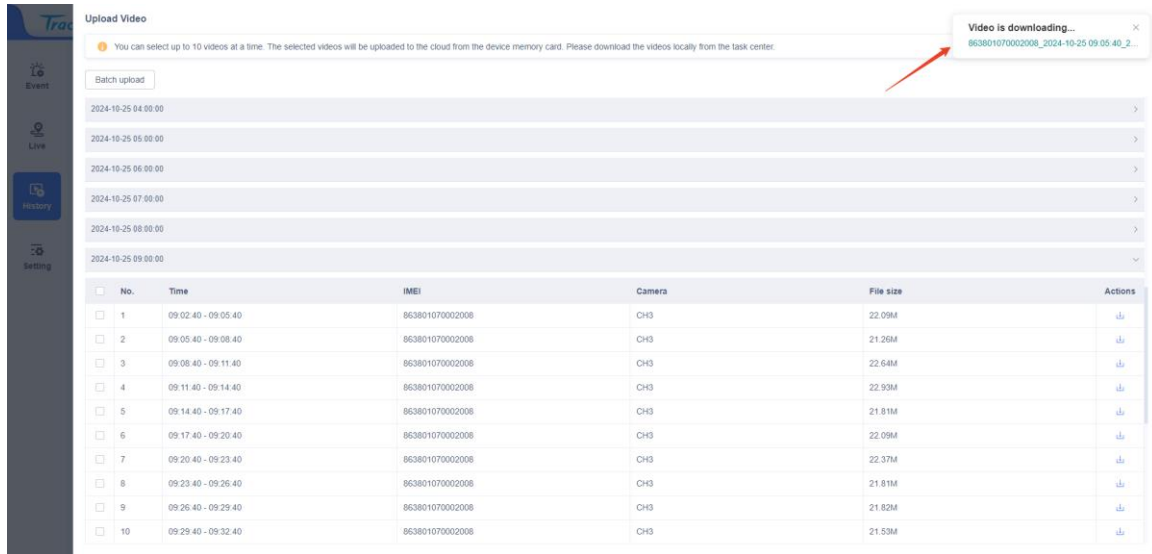 Trac
Upload Video
You can select up to 10 videos at a time. The selected videos will be uploaded to the cloud from the device memory card. Please download the videos locally from the task center.
Video is downloading...
863801070002008_2024-10-25 09:05:40_2...
Batch upload
Event
Live
History
Setting
2024-10-25 04:00:00
2024-10-25 05:00:00
2024-10-25 06:00:00
2024-10-25 07:00:00
2024-10-25 08:00:00
2024-10-25 09:00:00
No. Time IMEI Camera File size Actions
1 09:02:40 - 09:05:40 863801070002008 CH3 22.09M
2 09:05:40 - 09:08:40 863801070002008 CH3 21.26M
3 09:08:40 - 09:11:40 863801070002008 CH3 22.64M
4 09:11:40 - 09:14:40 863801070002008 CH3 22.93M
5 09:14:40 - 09:17:40 863801070002008 CH3 21.81M
6 09:17:40 - 09:20:40 863801070002008 CH3 22.09M
7 09:20:40 - 09:23:40 863801070002008 CH3 22.37M
8 09:23:40 - 09:26:40 863801070002008 CH3 21.81M
9 09:26:40 - 09:29:40 863801070002008 CH3 21.82M
10 09:29:40 - 09:32:40 863801070002008 CH3 21.53M